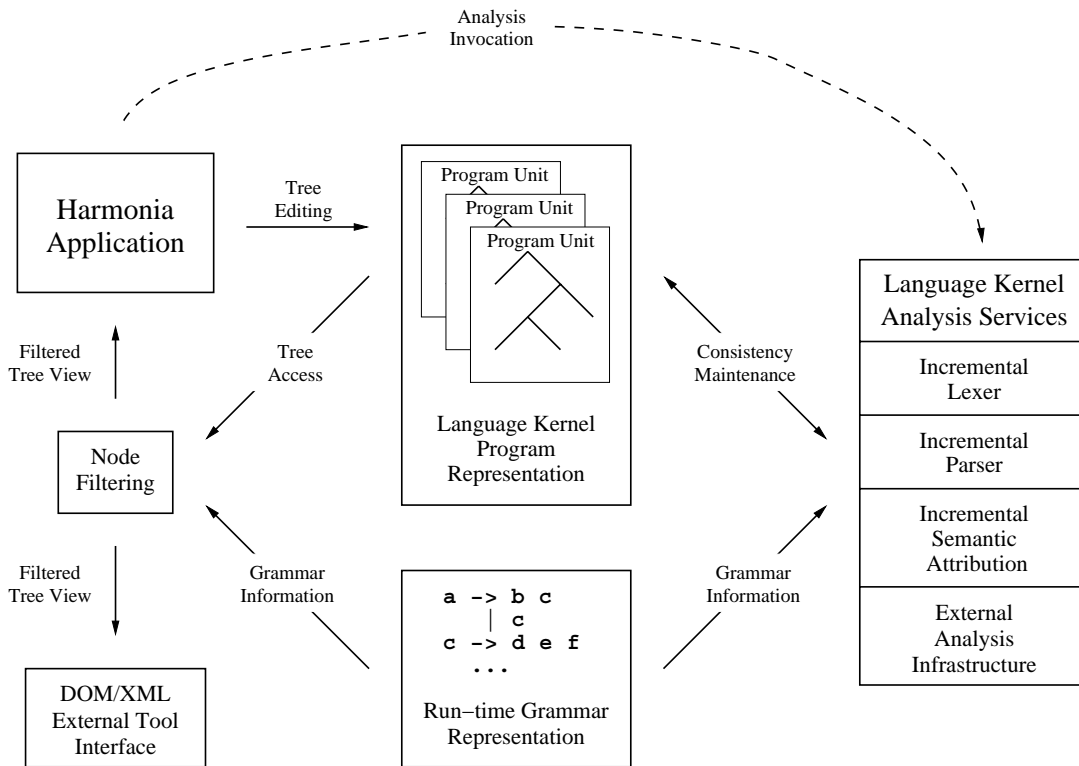 Analysis
Invocation
Harmonia
Application
Tree
Editing
Program Unit
Program Unit
Program Unit
Language Kernel
Program
Representation
Filtered
Tree View
Tree
Access
Consistency
Maintenance
Language Kernel
Analysis Services
Incremental
Lexer
Incremental
Parser
Incremental
Semantic
Attribution
External
Analysis
Infrastructure
Node
Filtering
Filtered
Tree View
Grammar
Information
Grammar
Information
a −> b c
| c
c −> d e f
...
Run−time Grammar
Representation
DOM/XML
External Tool
Interface